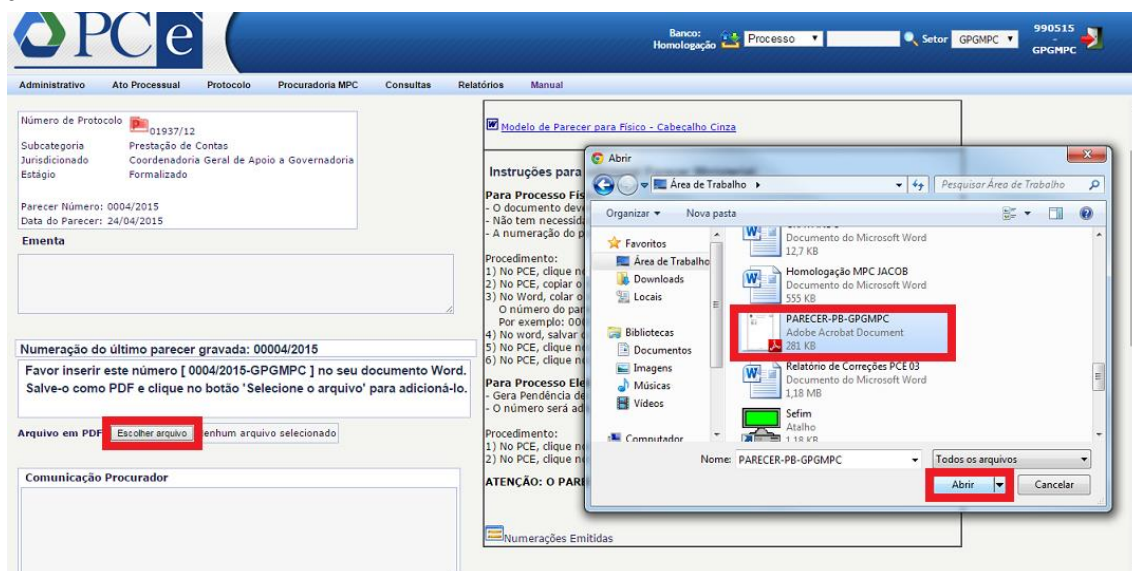 PCe
Banco:
Homologação
Processo
Setor
GPGMPC
990515
-
GPGMPC
Administrativo Ato Processual Protocolo Procuradoria MPC Consultas Relatórios Manual
Número de Protocolo 01937/12
Subcategoria Prestação de Contas
Jurisdicionado Coordenadoria Geral de Apoio a Governadoria
Estágio Formalizado
Parecer Número: 0004/2015
Data do Parecer: 24/04/2015
Ementa
Numeração do último parecer gravada: 00004/2015
Favor inserir este número [ 0004/2015-GPGMPC ] no seu documento Word.
Salve-o como PDF e clique no botão 'Selecione o arquivo' para adicioná-lo.
Arquivo em PDF Escolher arquivo nenhum arquivo selecionado
Comunicação Procurador
Modelo de Parecer para Físico - Cabecalho Cinza
Instruções para
Para Processo Fís
- O documento deve
- Não tem necessid
- A numeração do p
Procedimento:
1) No PCE, clique n
2) No PCE, copiar o
3) No Word, colar o
O número do par
Por exemplo: 00
4) No word, salvar
5) No PCE, clique n
6) No PCE, clique n
Para Processo Ele
- Gera Pendência de
- O número será ad
Procedimento:
1) No PCE, clique n
2) No PCE, clique n
ATENÇÃO: O PAR
Numerações Emitidas
Abrir
Área de Trabalho
Pesquisar Área de Trabalho
Organizar Nova pasta
Favoritos
Área de Trabalho
Downloads
Locais
Bibliotecas
Documentos
Imagens
Músicas
Vídeos
Computador
Documento do Microsoft Word
12,7 KB
Homologação MPC JACOB
Documento do Microsoft Word
555 KB
PARECER-PB-GPGMPC
Adobe Acrobat Document
281 KB
Relatório de Correções PCE 03
Documento do Microsoft Word
1,18 MB
Sefim
Atalho
1,18 KB
Nome: PARECER-PB-GPGMPC
Todos os arquivos
Abrir
Cancelar